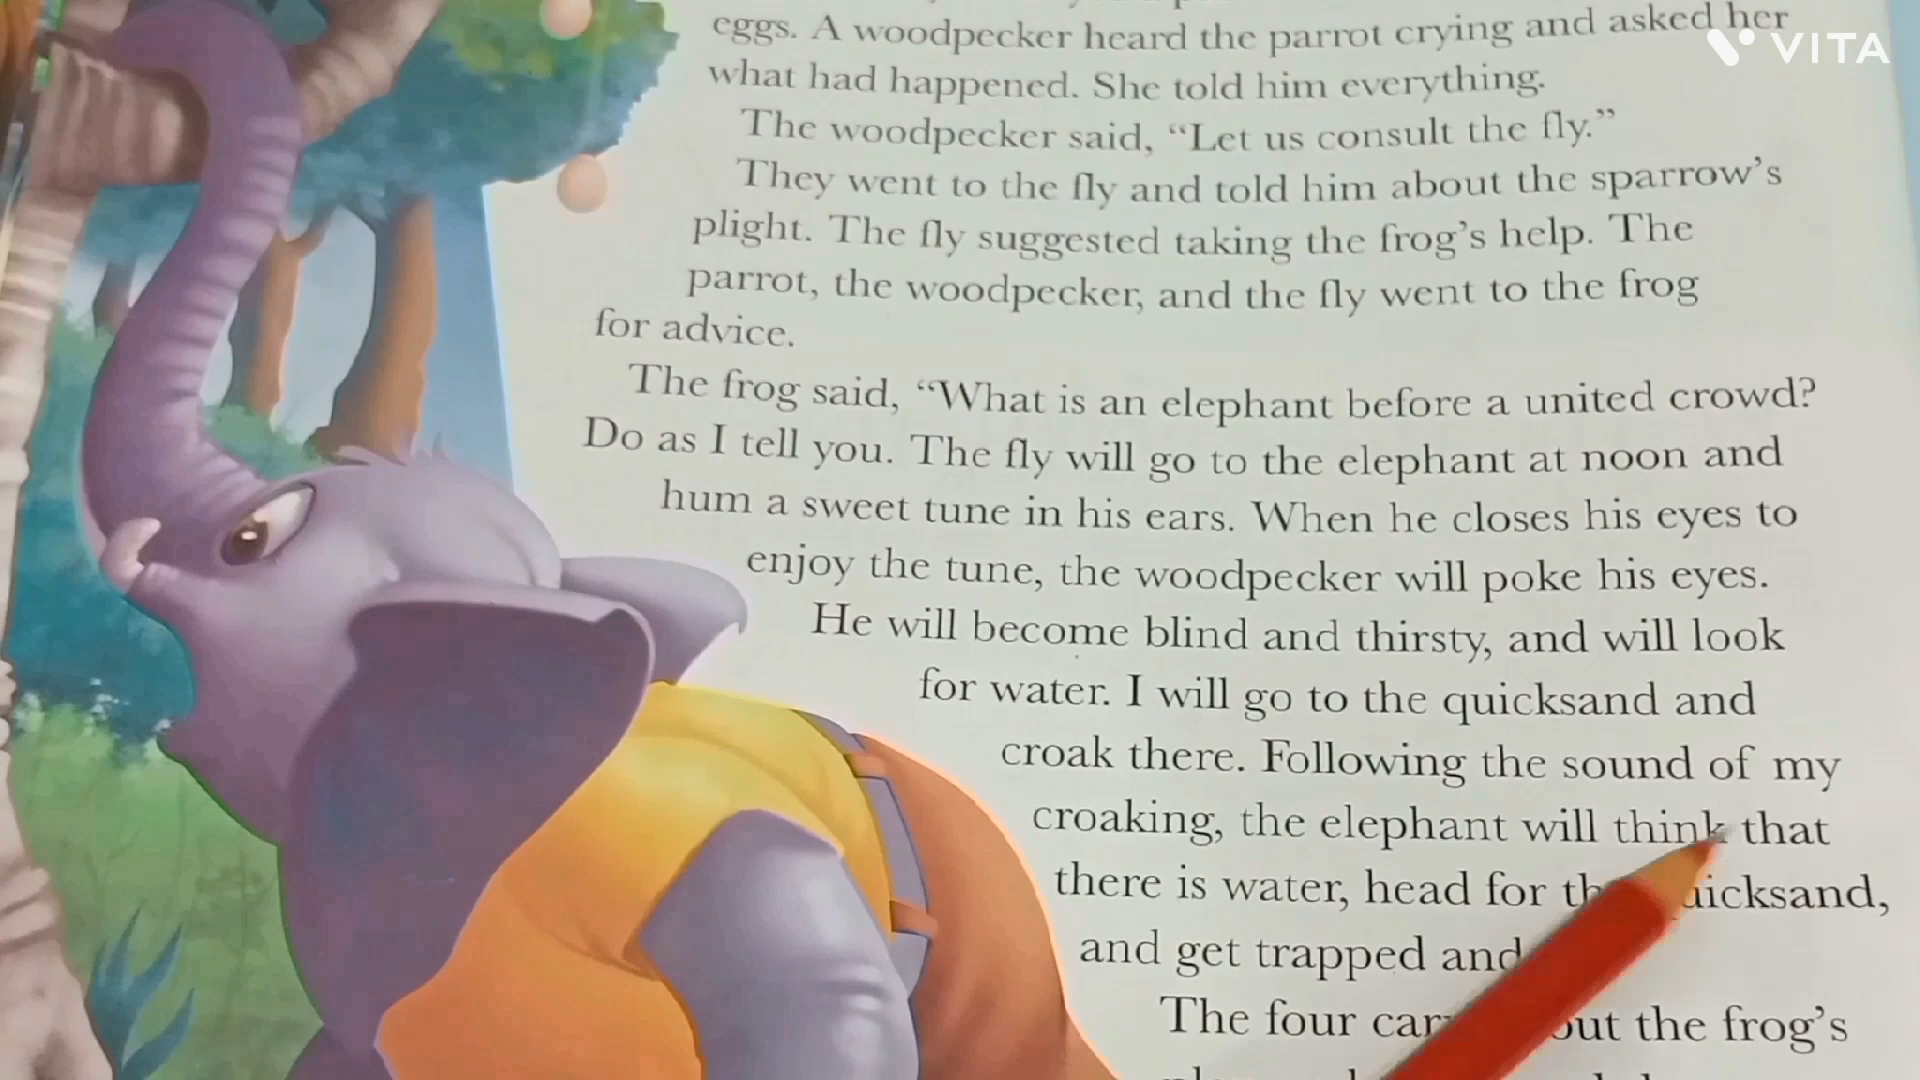 eggs. A woodpecker heard the parrot crying and asked her
VITA
what had happened. She told him everything.
The woodpecker said, “Let us consult the fly.”
They went to the fly and told him about the sparrow’s
plight. The fly suggested taking the frog’s help. The
parrot, the woodpecker, and the fly went to the frog
for advice.
The frog said, “What is an elephant before a united crowd?
Do as I tell you. The fly will go to the elephant at noon and
hum a sweet tune in his ears. When he closes his eyes to
enjoy the tune, the woodpecker will poke his eyes.
He will become blind and thirsty, and will look
for water. I will go to the quicksand and
croak there. Following the sound of my
croaking, the elephant will think that
there is water, head for quicksand,
and get trapped and
The four the frog’s